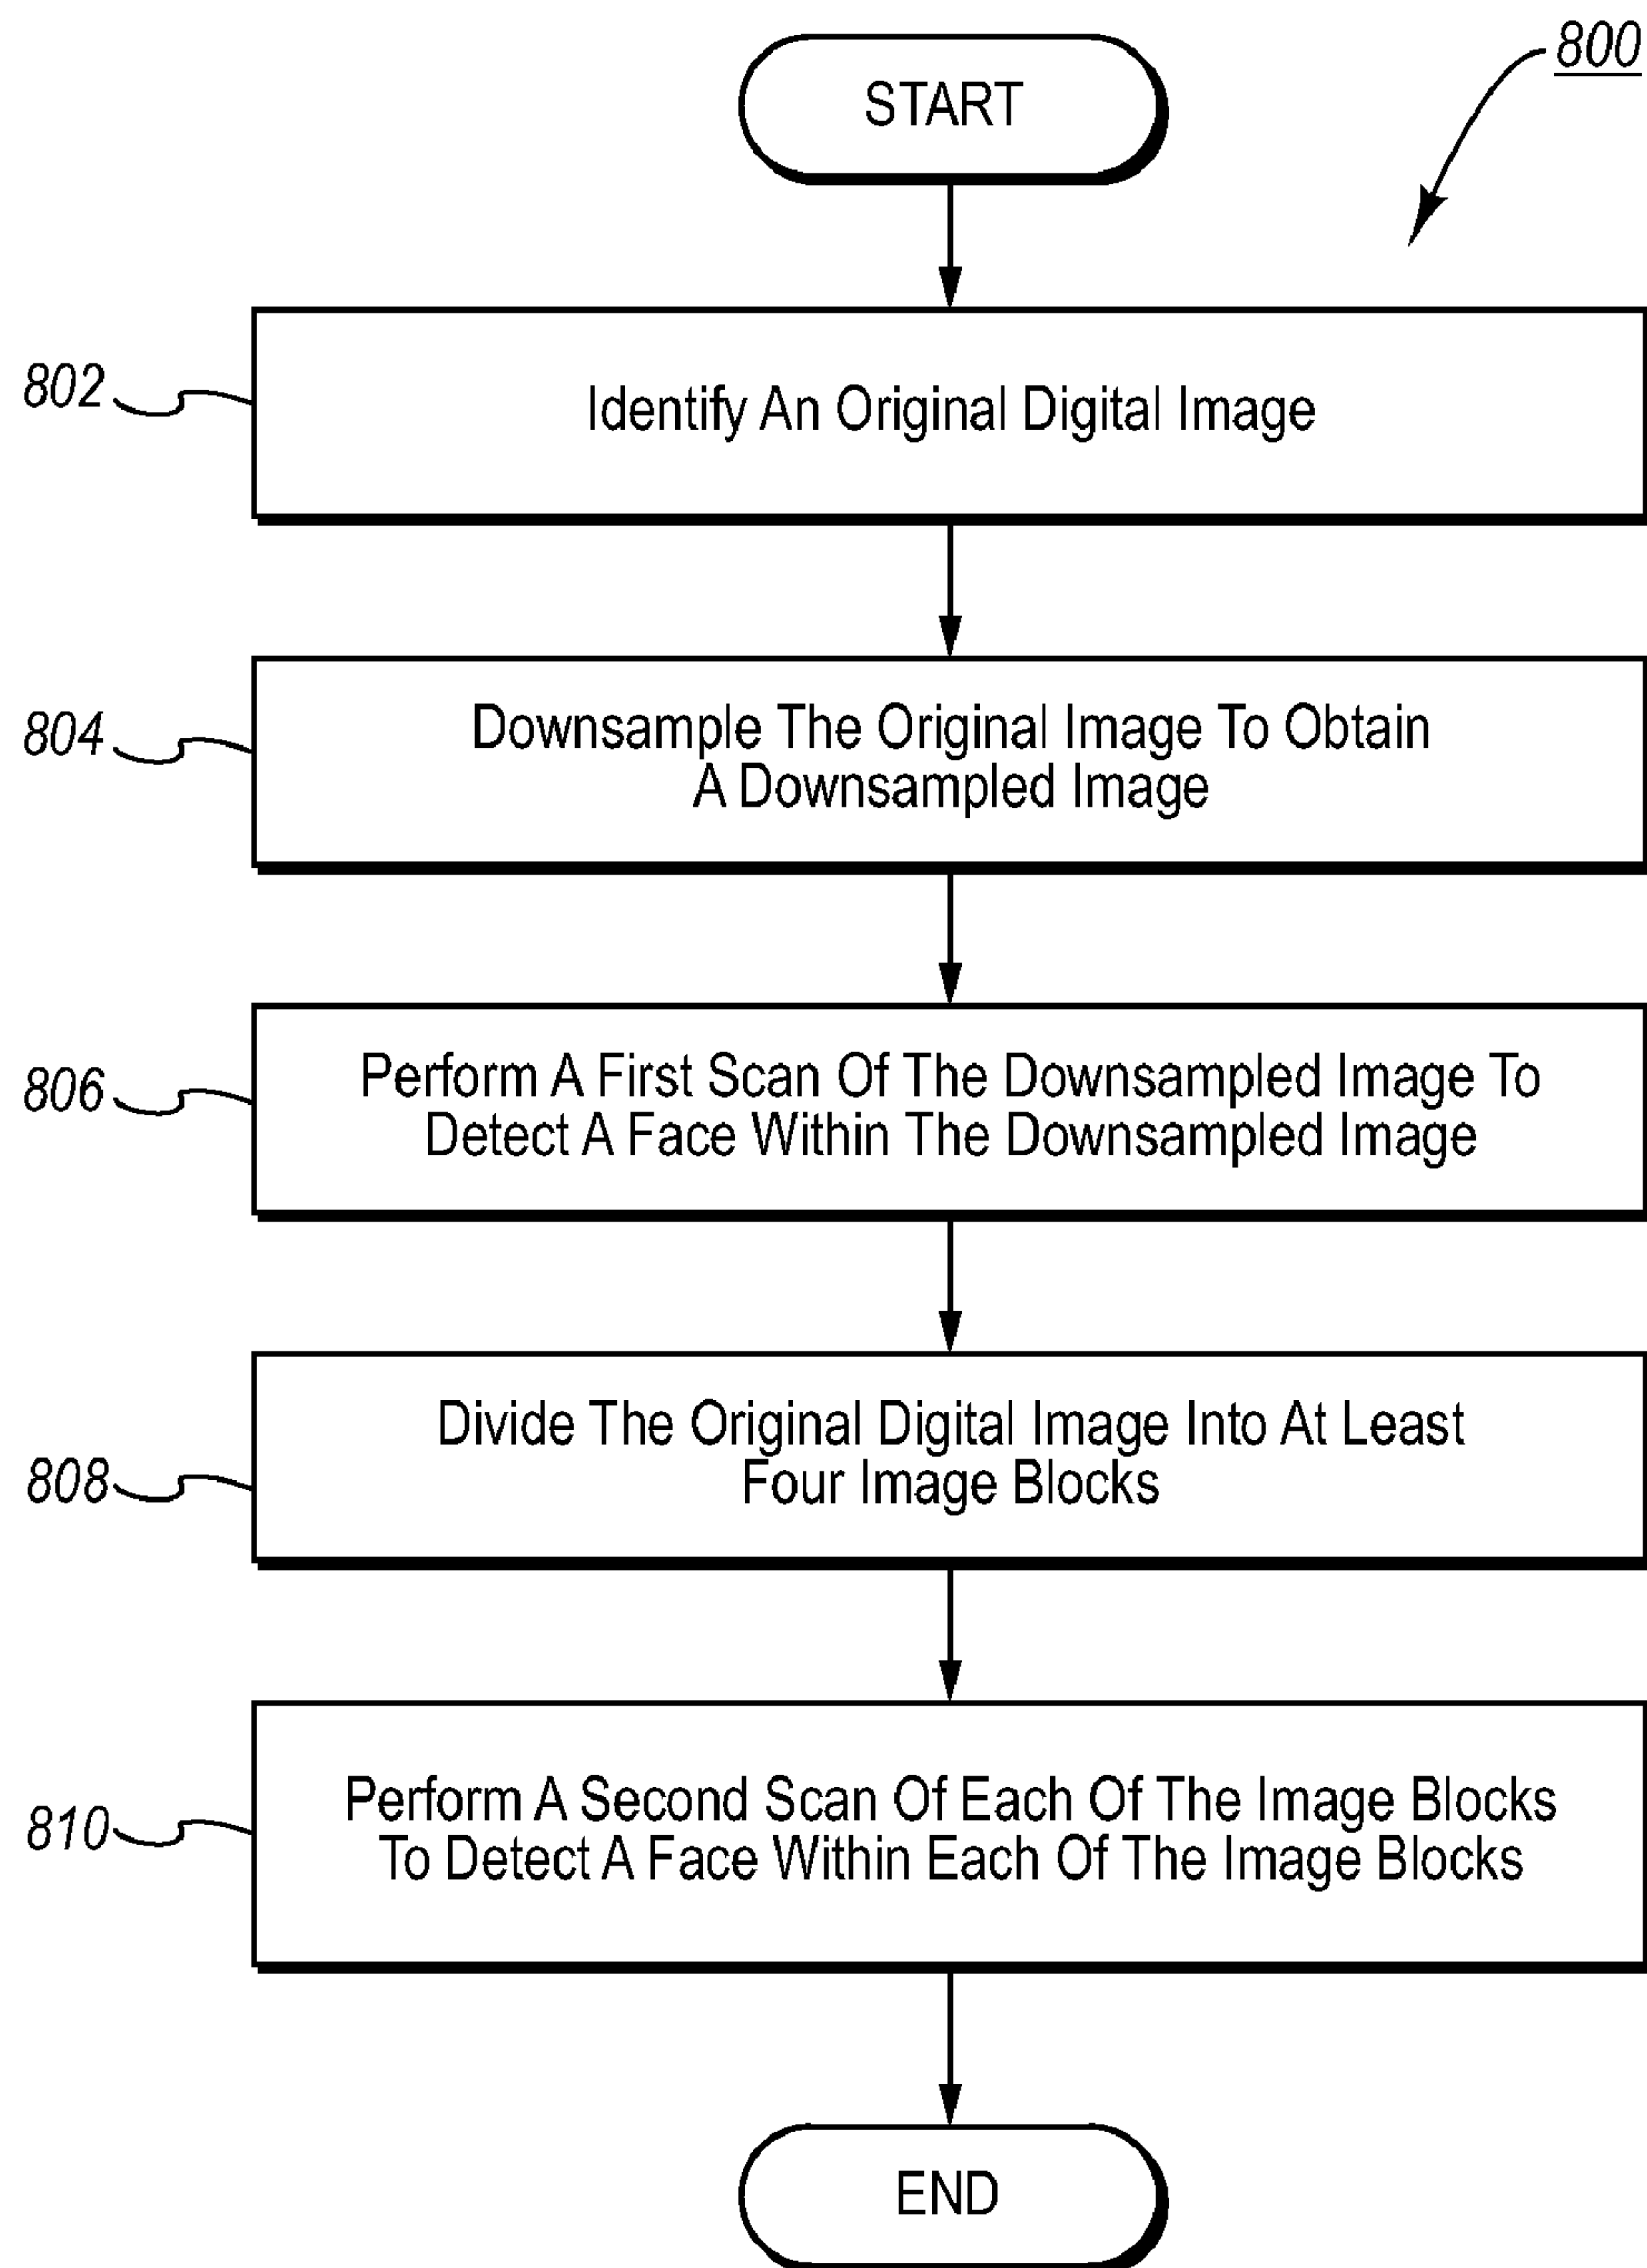 800
START
802
Identify An Original Digital Image
804
Downsample The Original Image To Obtain
A Downsampled Image
806
Perform A First Scan Of The Downsampled Image To
Detect A Face Within The Downsampled Image
808
Divide The Original Digital Image Into At Least
Four Image Blocks
810
Perform A Second Scan Of Each Of The Image Blocks
To Detect A Face Within Each Of The Image Blocks
END